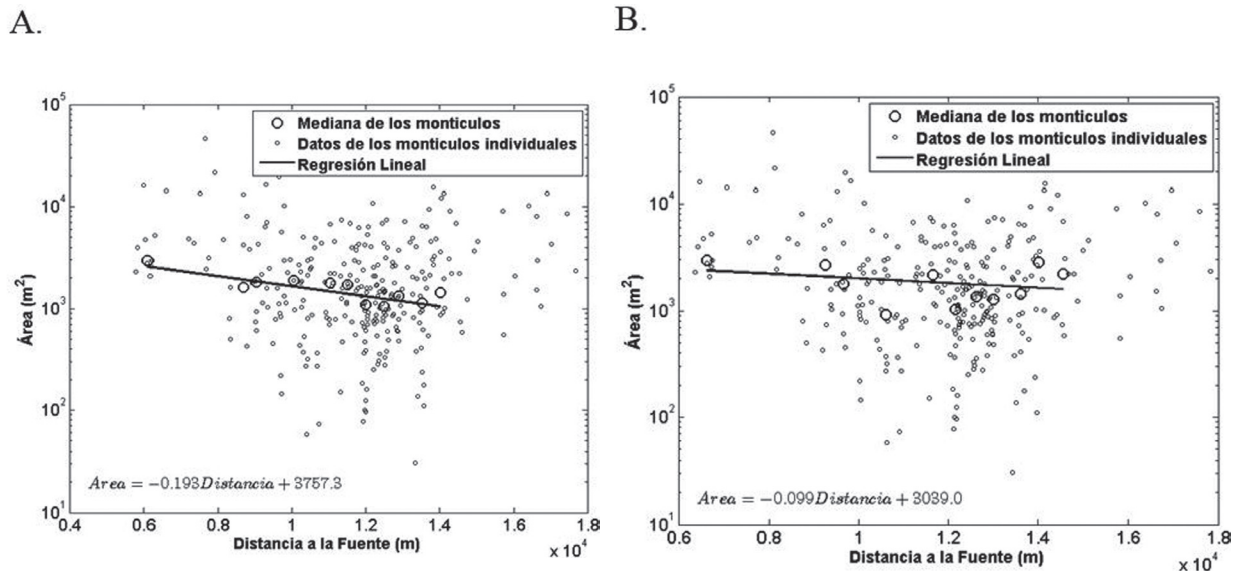 A.
10^5
10^4
10^3
10^2
10^1
Área (m^2)
Mediana de los monticulos
Datos de los monticulos individuales
Regresión Lineal
Area = −0.193Distancia + 3757.3
0.4 0.6 0.8 1 1.2 1.4 1.6 1.8
x 10^4
Distancia a la Fuente (m)
B.
10^5
10^4
10^3
10^2
10^1
Área (m^2)
Mediana de los monticulos
Datos de los monticulos individuales
Regresión Lineal
Area = −0.099Distancia + 3039.0
0.6 0.8 1 1.2 1.4 1.6 1.8
x 10^4
Distancia a la Fuente (m)